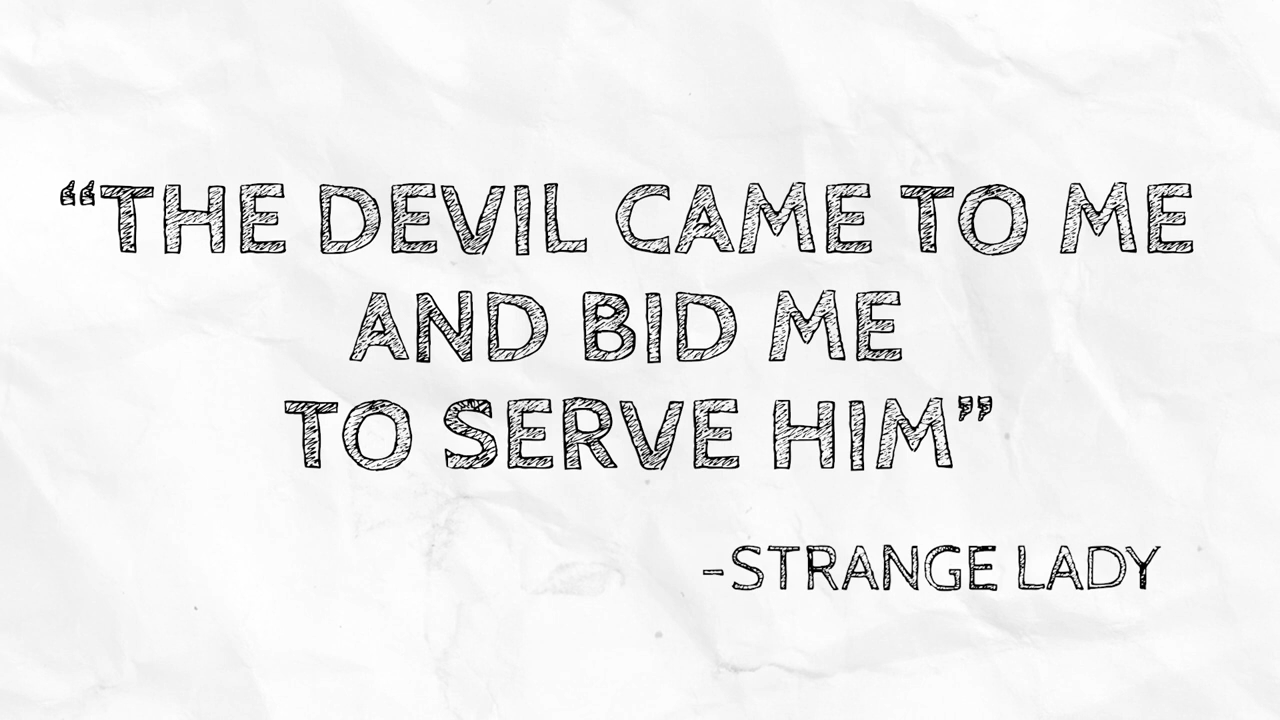 “THE DEVIL CAME TO ME
AND BID ME
TO SERVE HIM”
-STRANGE LADY